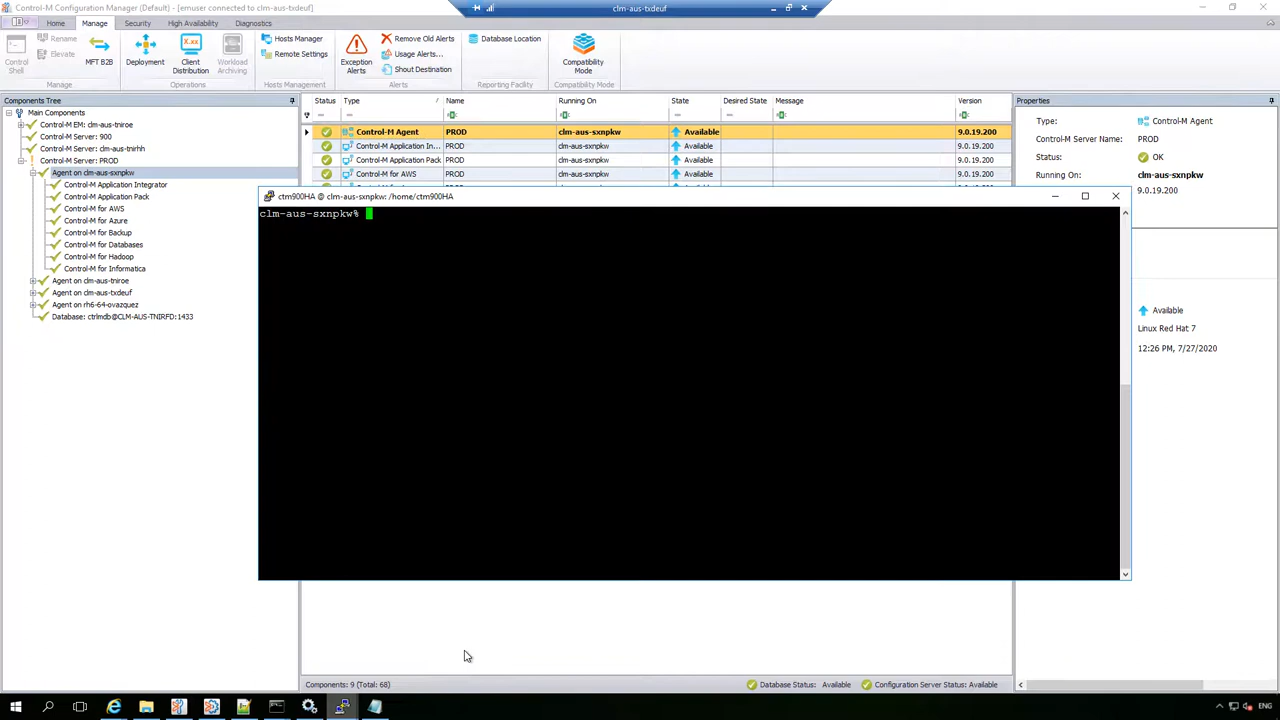 Control-M Configuration Manager (Default) - [emuser connected to clm-aus-txdeuf]
clm-aus-txdeuf
Home
Manage
Security
High Availability
Diagnostics
Control Shell
Rename
Elevate
MFT B2B
Manage
Deployment
Client Distribution
Workload Archiving
Operations
Hosts Manager
Remote Settings
Hosts Management
Exception Alerts
Remove Old Alerts
Usage Alerts...
Shout Destination
Alerts
Database Location
Reporting Facility
Compatibility Mode
Compatibility Mode
Components Tree
Main Components
Control-M EM: clm-aus-tniroe
Control-M Server: 900
Control-M Server: clm-aus-tnirhh
Control-M Server: PROD
Agent on clm-aus-sxnpkw
Control-M Application Integrator
Control-M Application Pack
Control-M for AWS
Control-M for Azure
Control-M for Backup
Control-M for Databases
Control-M for Hadoop
Control-M for Informatica
Agent on clm-aus-tniroe
Agent on clm-aus-txdeuf
Agent on rh6-64-ovazquez
Database: ctrlmdb@CLM-AUS-TNIRFD:1433
Status Type Name Running On State Desired State Message Version
Control-M Agent PROD clm-aus-sxnpkw Available 9.0.19.200
Control-M Application In... PROD clm-aus-sxnpkw Available 9.0.19.200
Control-M Application Pack PROD clm-aus-sxnpkw Available 9.0.19.200
Control-M for AWS PROD clm-aus-sxnpkw Available 9.0.19.200
ctm900HA @ clm-aus-sxnpkw: /home/ctm900HA
clm-aus-sxnpkw%
Properties
Type: Control-M Agent
Control-M Server Name: PROD
Status: OK
Running On: clm-aus-sxnpkw
9.0.19.200
Available
Linux Red Hat 7
12:26 PM, 7/27/2020
Components: 9 (Total: 68)
Database Status: Available
Configuration Server Status: Available
ENG